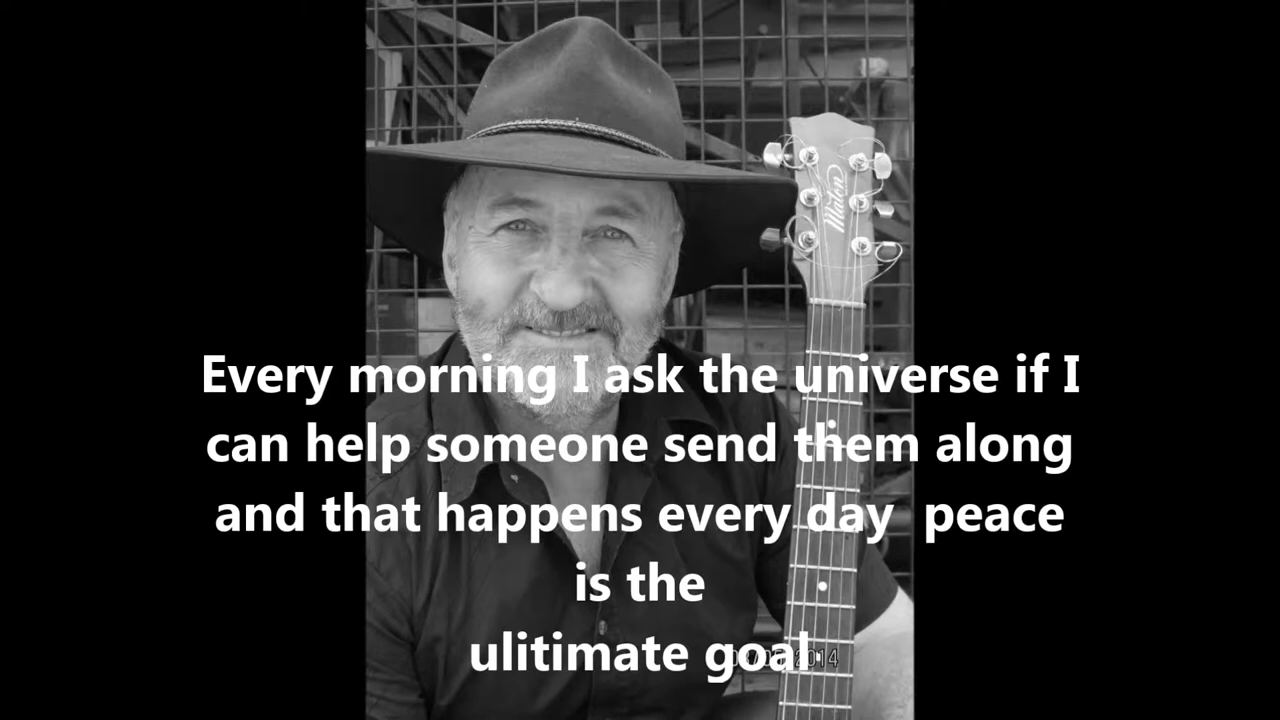 Maton
Every morning I ask the universe if I
can help someone send them along
and that happens every day  peace
is the
ulitimate goal